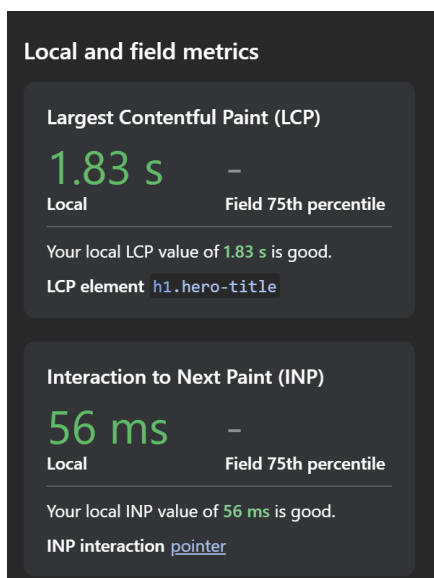 Local and field metrics
Largest Contentful Paint (LCP)
1.83 s -
Local Field 75th percentile
Your local LCP value of 1.83 s is good.
LCP element h1.hero-title
Interaction to Next Paint (INP)
56 ms -
Local Field 75th percentile
Your local INP value of 56 ms is good.
INP interaction pointer